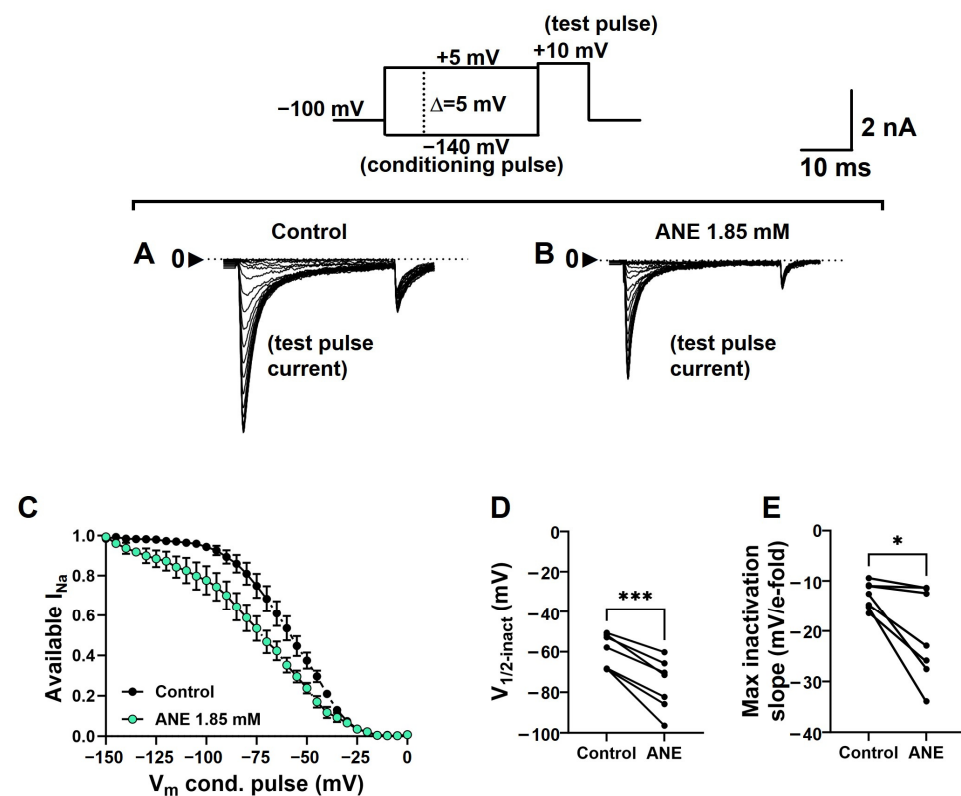 (test pulse)
+5 mV
+10 mV
−100 mV
Δ=5 mV
−140 mV
(conditioning pulse)
2 nA
10 ms
Control
ANE 1.85 mM
A
0
B
0
(test pulse
current)
(test pulse
current)
C
D
E
1.0
0.8
0.6
0.4
0.2
0.0
Available INa
Control
ANE 1.85 mM
−150
−125
−100
−75
−50
−25
0
Vm cond. pulse (mV)
0
−20
−40
−60
−80
−100
V1/2-inact (mV)
***
Control
ANE
0
−10
−20
−30
−40
Max inactivation
slope (mV/e-fold)
*
Control
ANE